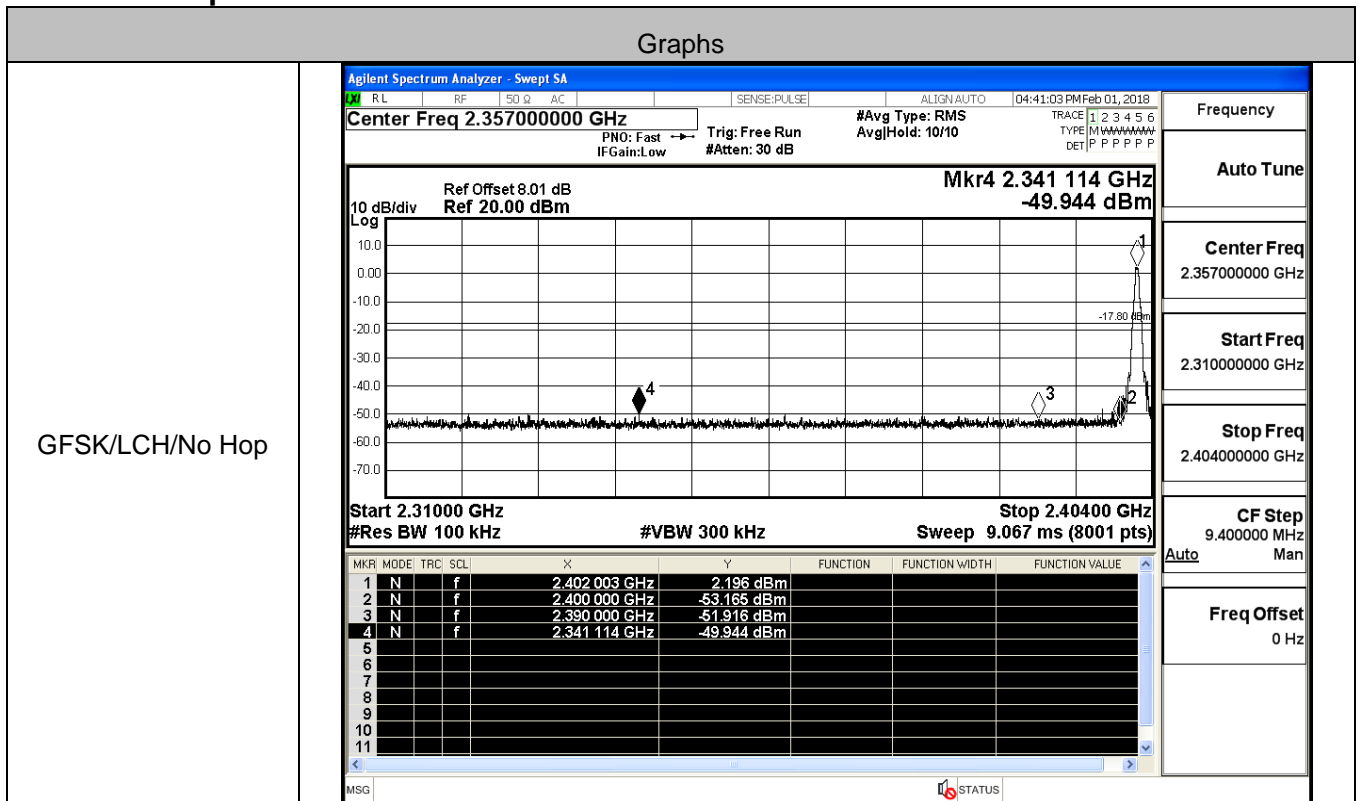 Graphs
GFSK/LCH/No Hop
Agilent Spectrum Analyzer - Swept SA
LXI RL RF 50 Ω AC SENSE:PULSE ALIGN AUTO 04:41:03 PM Feb 01, 2018
Center Freq 2.357000000 GHz
PNO: Fast
IFGain:Low
Trig: Free Run
#Atten: 30 dB
#Avg Type: RMS
Avg|Hold: 10/10
TRACE 1 2 3 4 5 6
TYPE M WWWWW
DET P P P P P P
Mkr4 2.341 114 GHz
-49.944 dBm
Ref Offset 8.01 dB
10 dB/div Ref 20.00 dBm
Log
10.0
0.00
-10.0
-20.0
-30.0
-40.0
-50.0
-60.0
-70.0
1
-17.80 dBm
4
3
2
Start 2.31000 GHz Stop 2.40400 GHz
#Res BW 100 kHz #VBW 300 kHz Sweep 9.067 ms (8001 pts)
MKR MODE TRC SCL X Y FUNCTION FUNCTION WIDTH FUNCTION VALUE
1 N f 2.402 003 GHz 2.196 dBm
2 N f 2.400 000 GHz -53.165 dBm
3 N f 2.390 000 GHz -51.916 dBm
4 N f 2.341 114 GHz -49.944 dBm
5
6
7
8
9
10
11
MSG STATUS
Frequency
Auto Tune
Center Freq
2.357000000 GHz
Start Freq
2.310000000 GHz
Stop Freq
2.404000000 GHz
CF Step
9.400000 MHz
Auto Man
Freq Offset
0 Hz